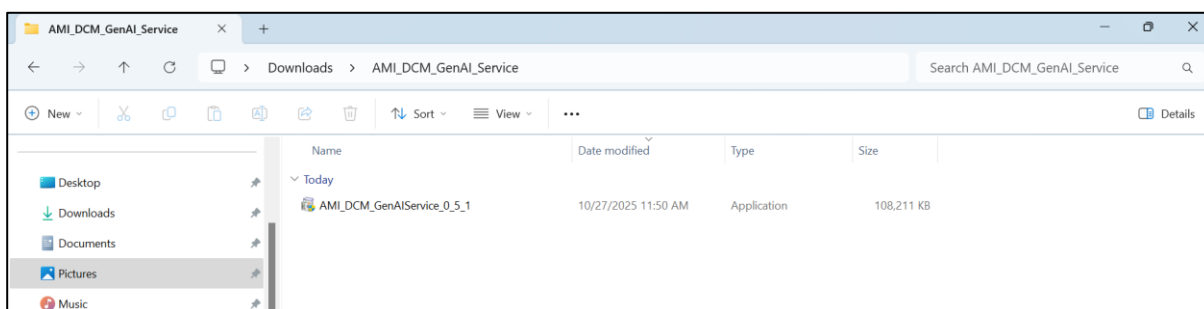 AMI_DCM_GenAI_Service
Downloads > AMI_DCM_GenAI_Service Search AMI_DCM_GenAI_Service
New Sort View ... Details
Name Date modified Type Size
Today
Desktop
AMI_DCM_GenAIService_0_5_1 10/27/2025 11:50 AM Application 108,211 KB
Downloads
Documents
Pictures
Music